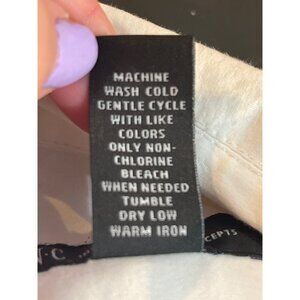 MACHINE
WASH COLD
GENTLE CYCLE
WITH LIKE
COLORS
ONLY NON-
CHLORINE
BLEACH
WHEN NEEDED
TUMBLE
DRY LOW
WARM IRON
CEPTS